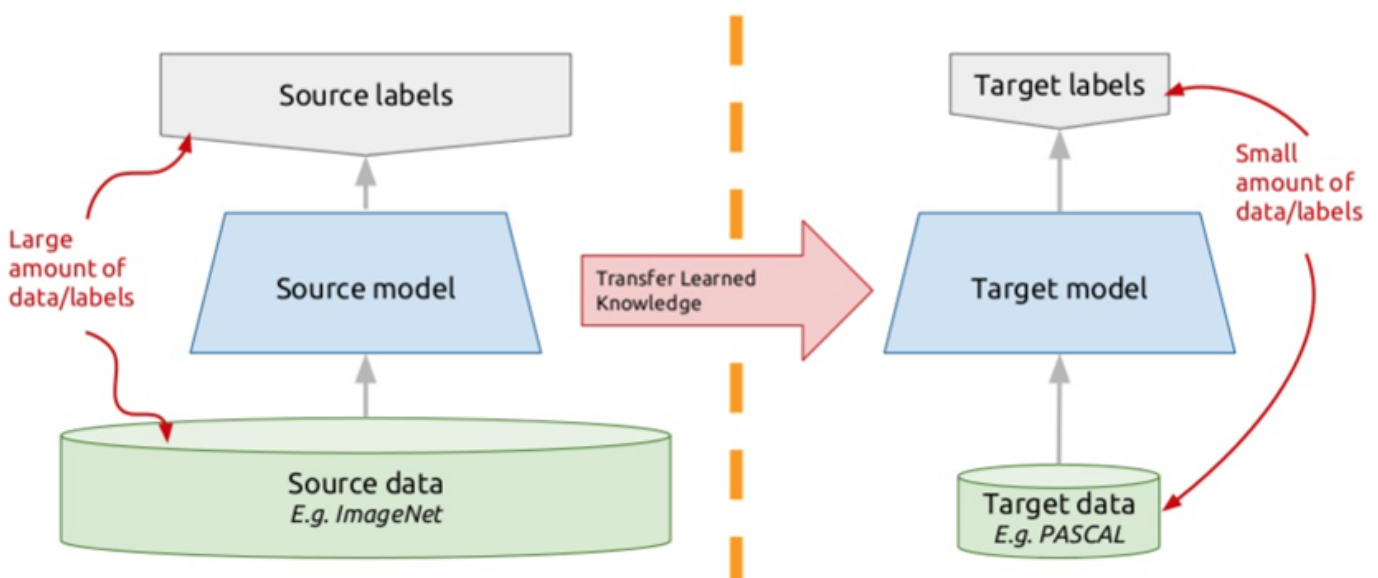 Source labels
Large
amount of
data/labels
Source model
Source data
E.g. ImageNet
Transfer Learned
Knowledge
Target labels
Small
amount of
data/labels
Target model
Target data
E.g. PASCAL